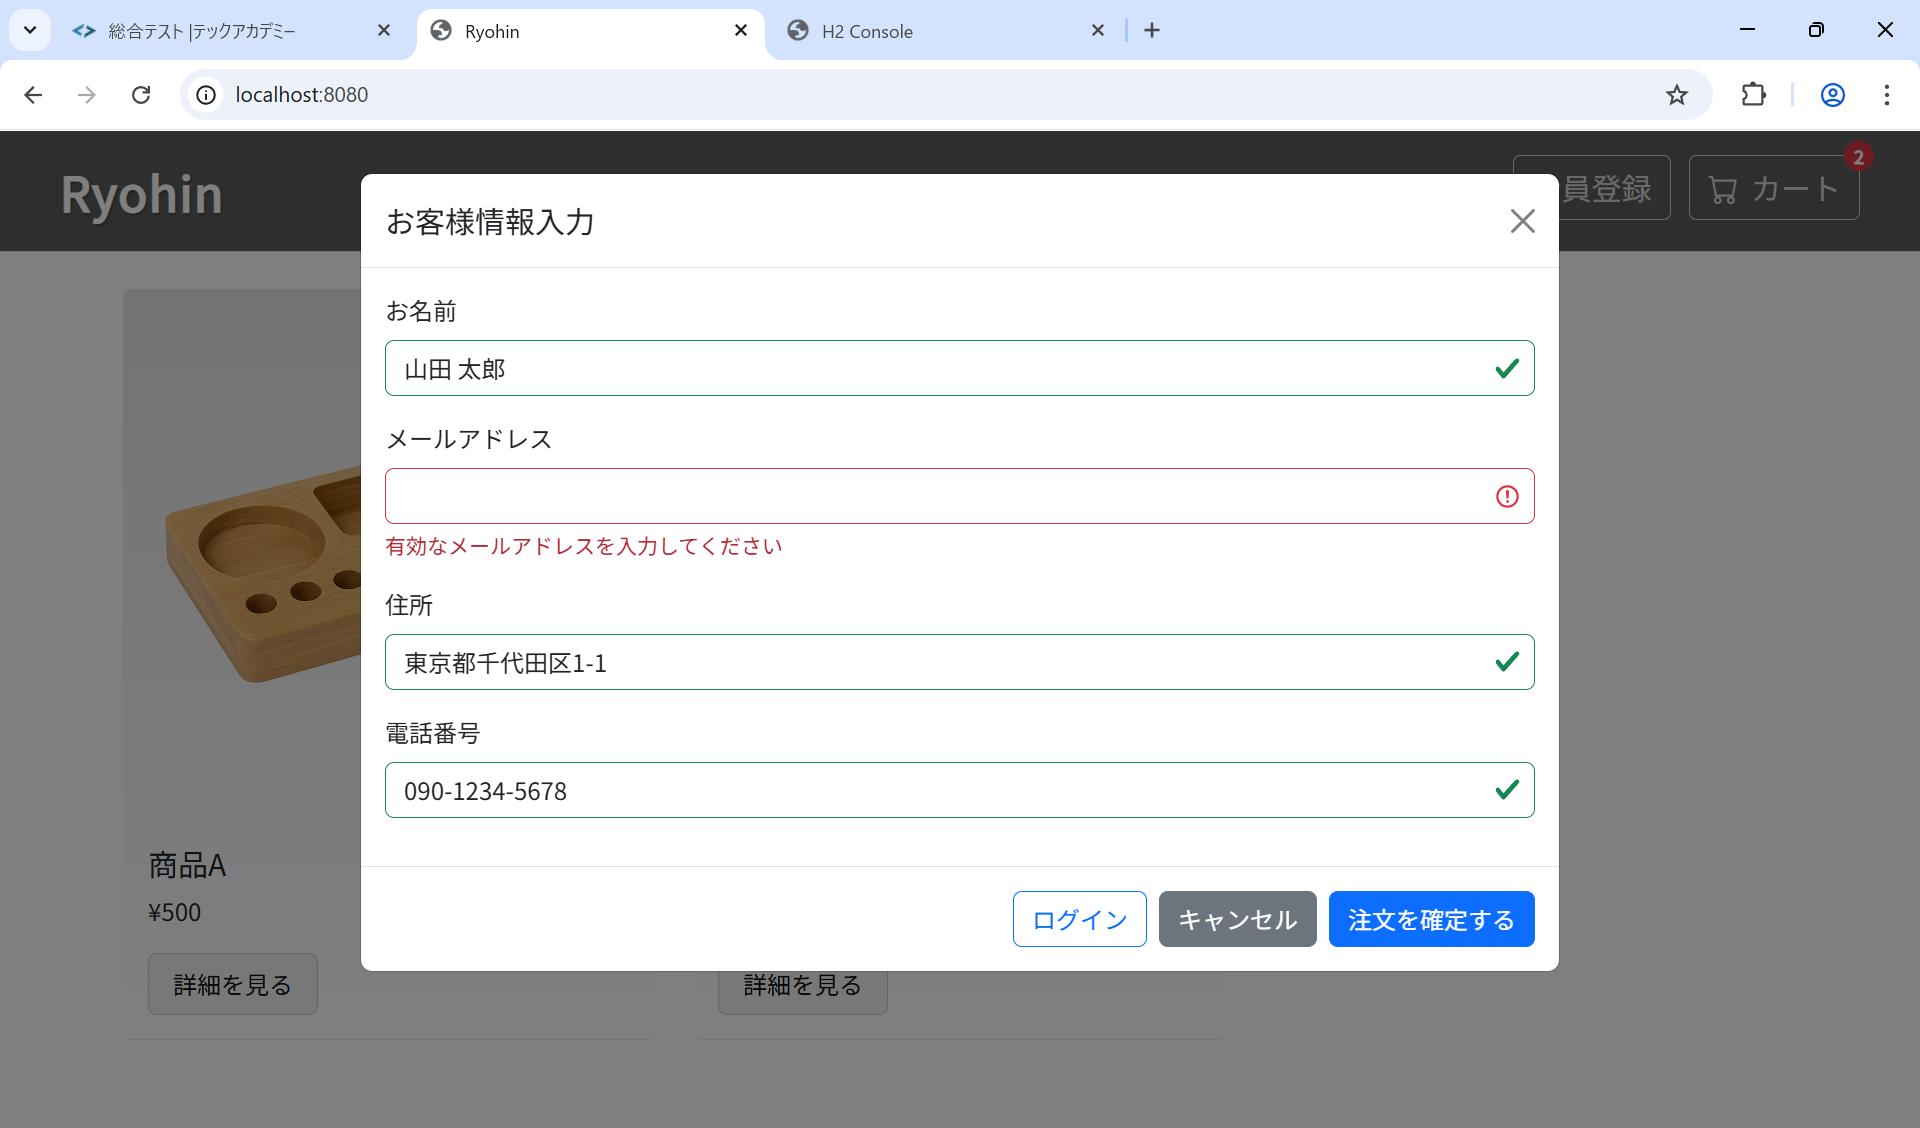 総合テスト |テックアカデミー
Ryohin
H2 Console
localhost:8080
Ryohin
員登録
カート
2
お客様情報入力
お名前
山田 太郎
メールアドレス
有効なメールアドレスを入力してください
住所
東京都千代田区1-1
電話番号
090-1234-5678
ログイン
キャンセル
注文を確定する
商品A
¥500
詳細を見る
詳細を見る